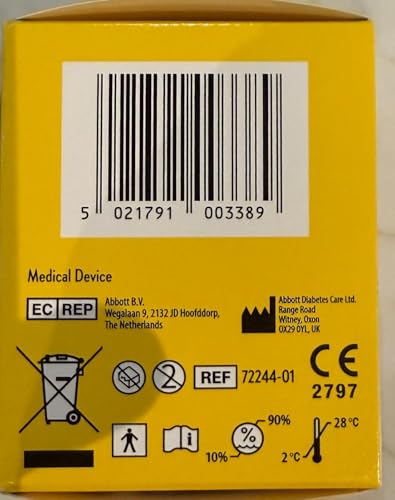 5 021791 003389
Medical Device
EC REP
Abbott B.V.
Wegalaan 9, 2132 JD Hoofddorp,
The Netherlands
Abbott Diabetes Care Ltd.
Range Road
Witney, Oxon
OX29 0YL, UK
2
REF 72244-01
CE
2797
i
10% % 90%
2 °C 28 °C